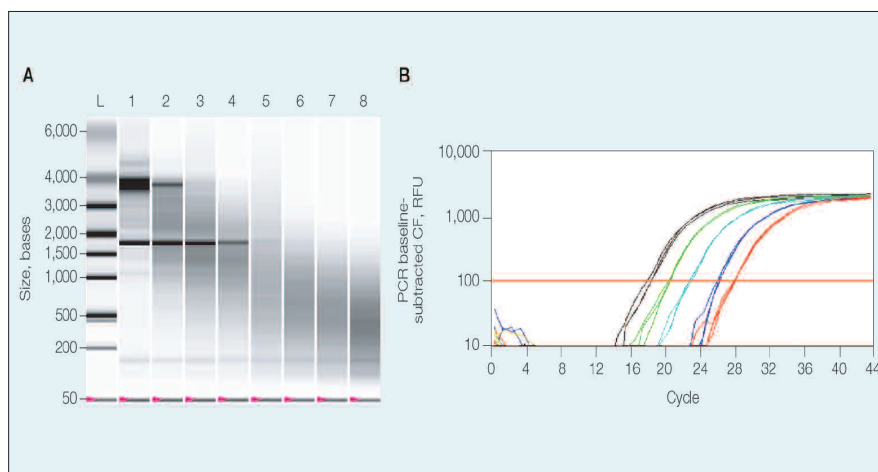 A
L 1 2 3 4 5 6 7 8
6,000
4,000
3,000
2,000
1,500
1,000
500
200
50
Size, bases
B
10,000
1,000
100
10
PCR baseline-
subtracted CF, RFU
0 4 8 12 16 20 24 28 32 36 40 44
Cycle